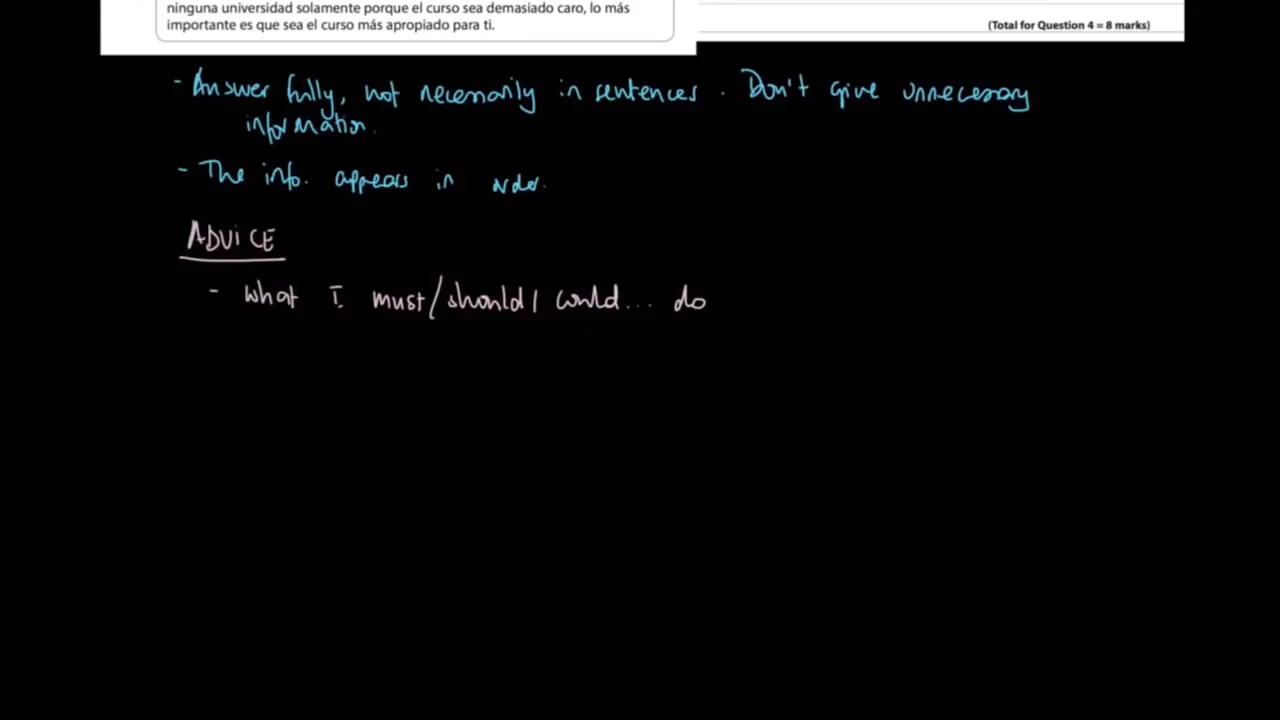 ninguna universidad solamente porque el curso sea demasiado caro, lo más
importante es que sea el curso más apropiado para ti.
(Total for Question 4 = 8 marks)
- Answer fully, not necessarily in sentences. Don't give unnecessary
information.
- The info. appears in order.
ADVICE
- what I must/should/could... do